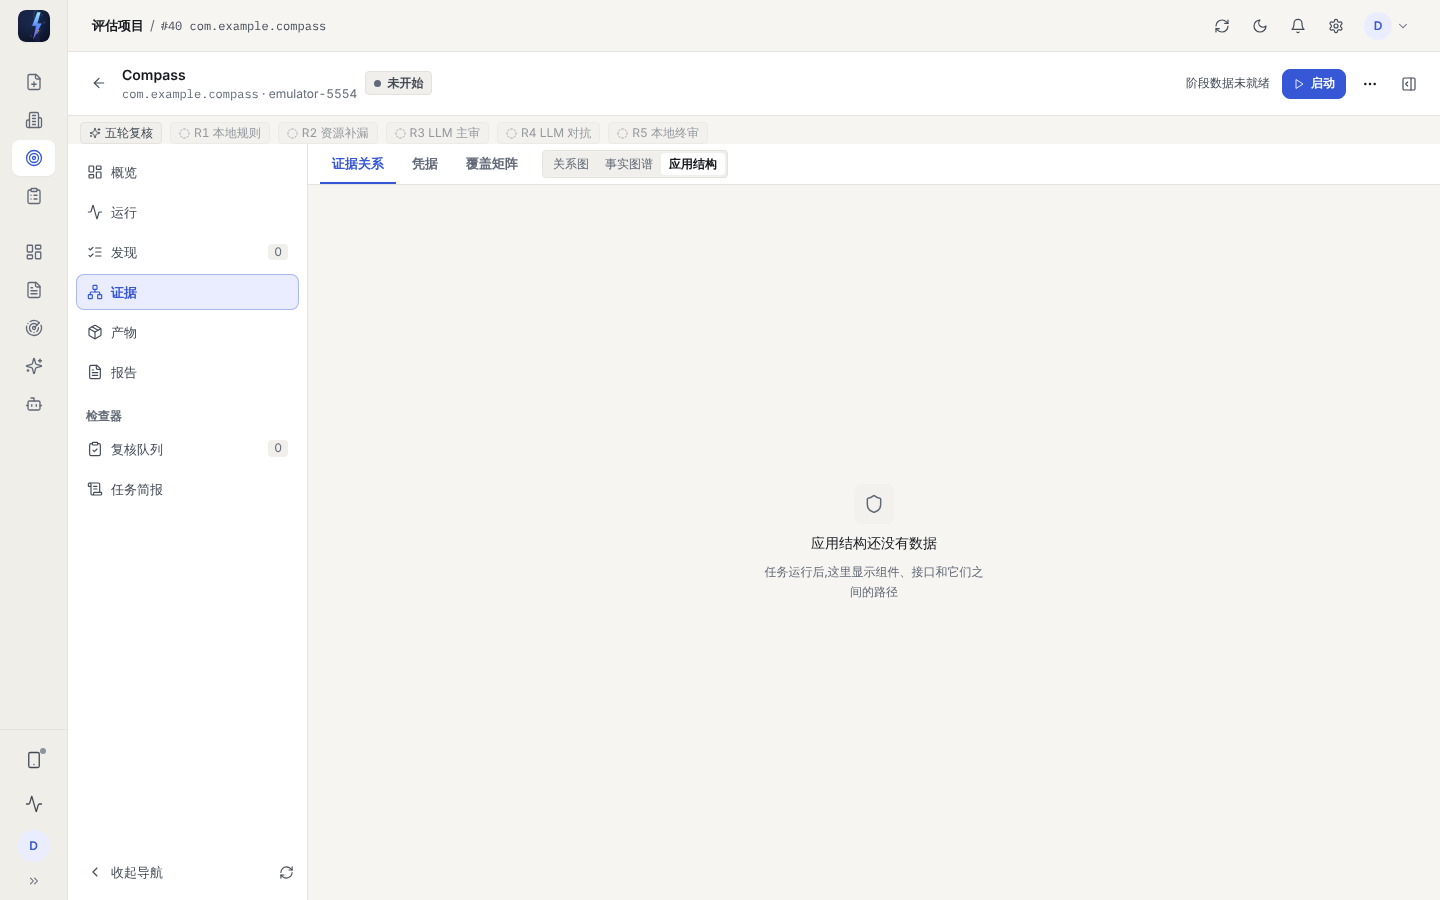 评估项目 / #40 com.example.compass
D
Compass
com.example.compass · emulator-5554
未开始
阶段数据未就绪
启动
五轮复核
R1 本地规则
R2 资源补漏
R3 LLM 主审
R4 LLM 对抗
R5 本地终审
概览
运行
发现 0
证据
产物
报告
检查器
复核队列 0
任务简报
收起导航
证据关系
凭据
覆盖矩阵
关系图
事实图谱
应用结构
应用结构还没有数据
任务运行后,这里显示组件、接口和它们之
间的路径
D